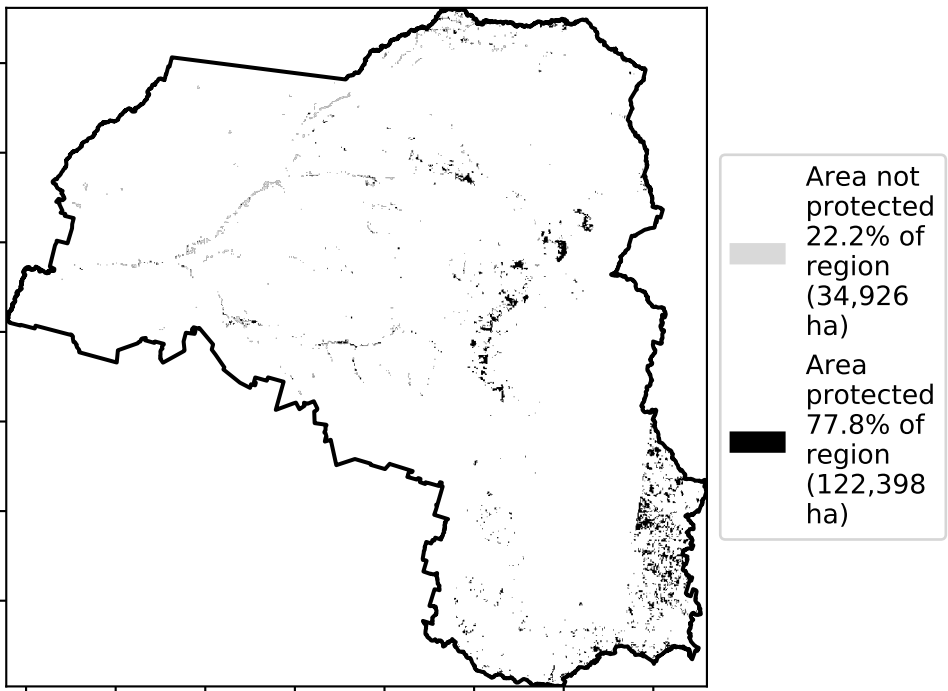 Area not
protected
22.2% of
region
(34,926
ha)
Area
protected
77.8% of
region
(122,398
ha)